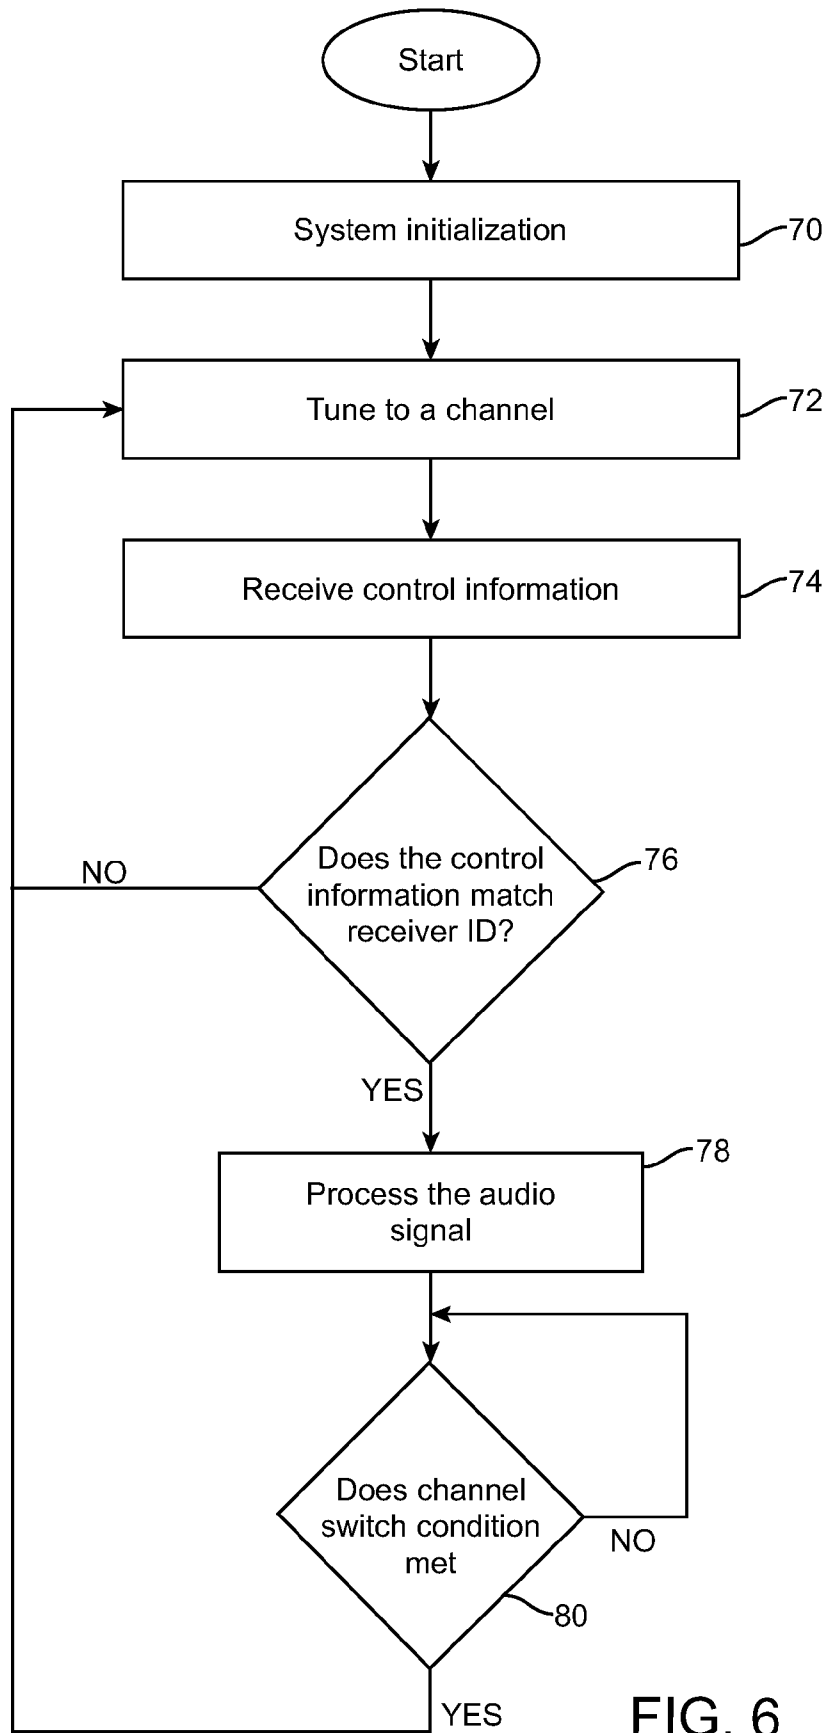 Start
System initialization
70
Tune to a channel
72
Receive control information
74
Does the control
information match
receiver ID?
76
NO
YES
Process the audio
signal
78
Does channel
switch condition
met
NO
80
YES
FIG. 6